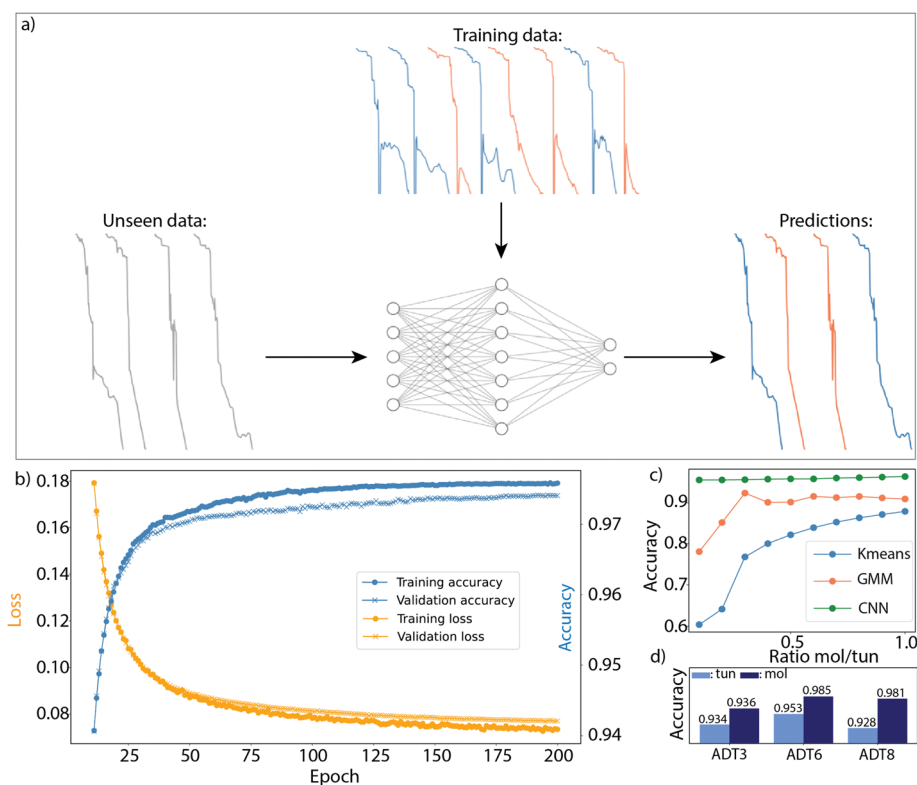 a)
Training data:
Unseen data:
Predictions:
b)
0.18
0.16
0.14
0.12
0.10
0.08
Loss
25
50
75
100
125
150
175
200
Epoch
0.97
0.96
0.95
0.94
Accuracy
Training accuracy
Validation accuracy
Training loss
Validation loss
c)
0.9
0.8
0.7
0.6
Accuracy
Kmeans
GMM
CNN
0.5
1.0
Ratio mol/tun
d)
Accuracy
: tun
: mol
0.934
0.936
0.953
0.985
0.928
0.981
ADT3
ADT6
ADT8